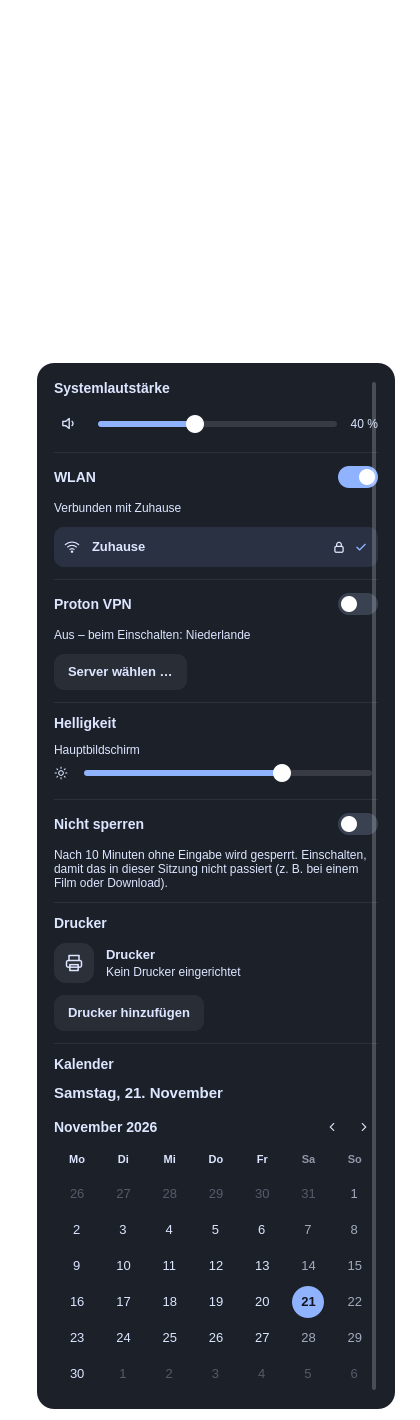 Systemlautstärke
40 %
WLAN
Verbunden mit Zuhause
Zuhause
Proton VPN
Aus – beim Einschalten: Niederlande
Server wählen …
Helligkeit
Hauptbildschirm
Nicht sperren
Nach 10 Minuten ohne Eingabe wird gesperrt. Einschalten,
damit das in dieser Sitzung nicht passiert (z. B. bei einem
Film oder Download).
Drucker
Drucker
Kein Drucker eingerichtet
Drucker hinzufügen
Kalender
Samstag, 21. November
November 2026
Mo Di Mi Do Fr Sa So
26 27 28 29 30 31 1
2 3 4 5 6 7 8
9 10 11 12 13 14 15
16 17 18 19 20 21 22
23 24 25 26 27 28 29
30 1 2 3 4 5 6